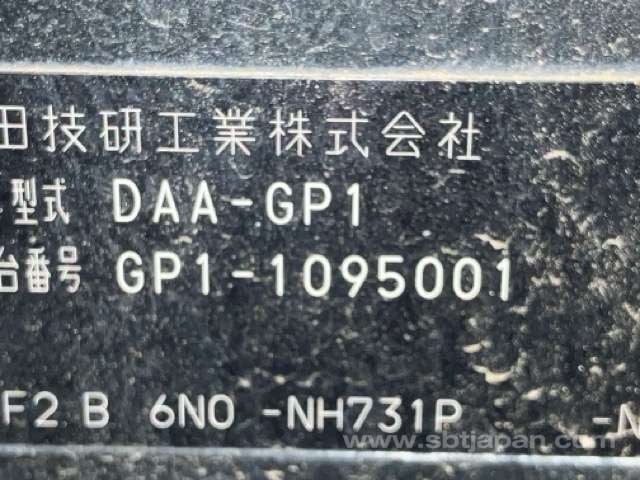 田技研工業株式会社
型式 DAA-GP1
台番号 GP1-1095001
F2 B 6N0 -NH731P -N
www.sbtjapan.com